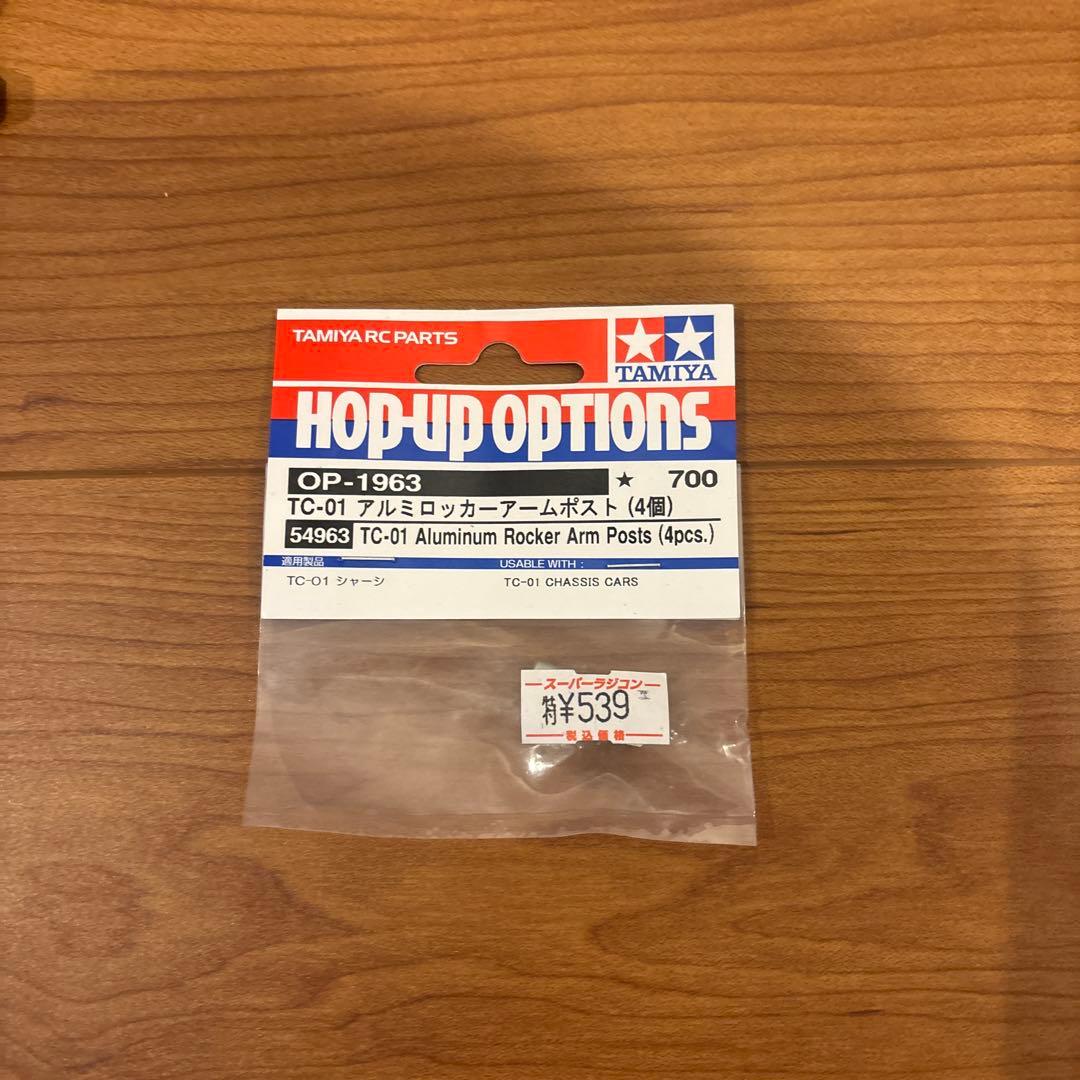 TAMIYA RC PARTS
TAMIYA
HOP-UP OPTIONS
OP-1963 ★ 700
TC-01 アルミロッカーアームポスト (4個)
54963 TC-01 Aluminum Rocker Arm Posts (4pcs.)
適用製品 USABLE WITH :
TC-01 シャーシ TC-01 CHASSIS CARS
スーパーラジコン
特¥539
税込価格